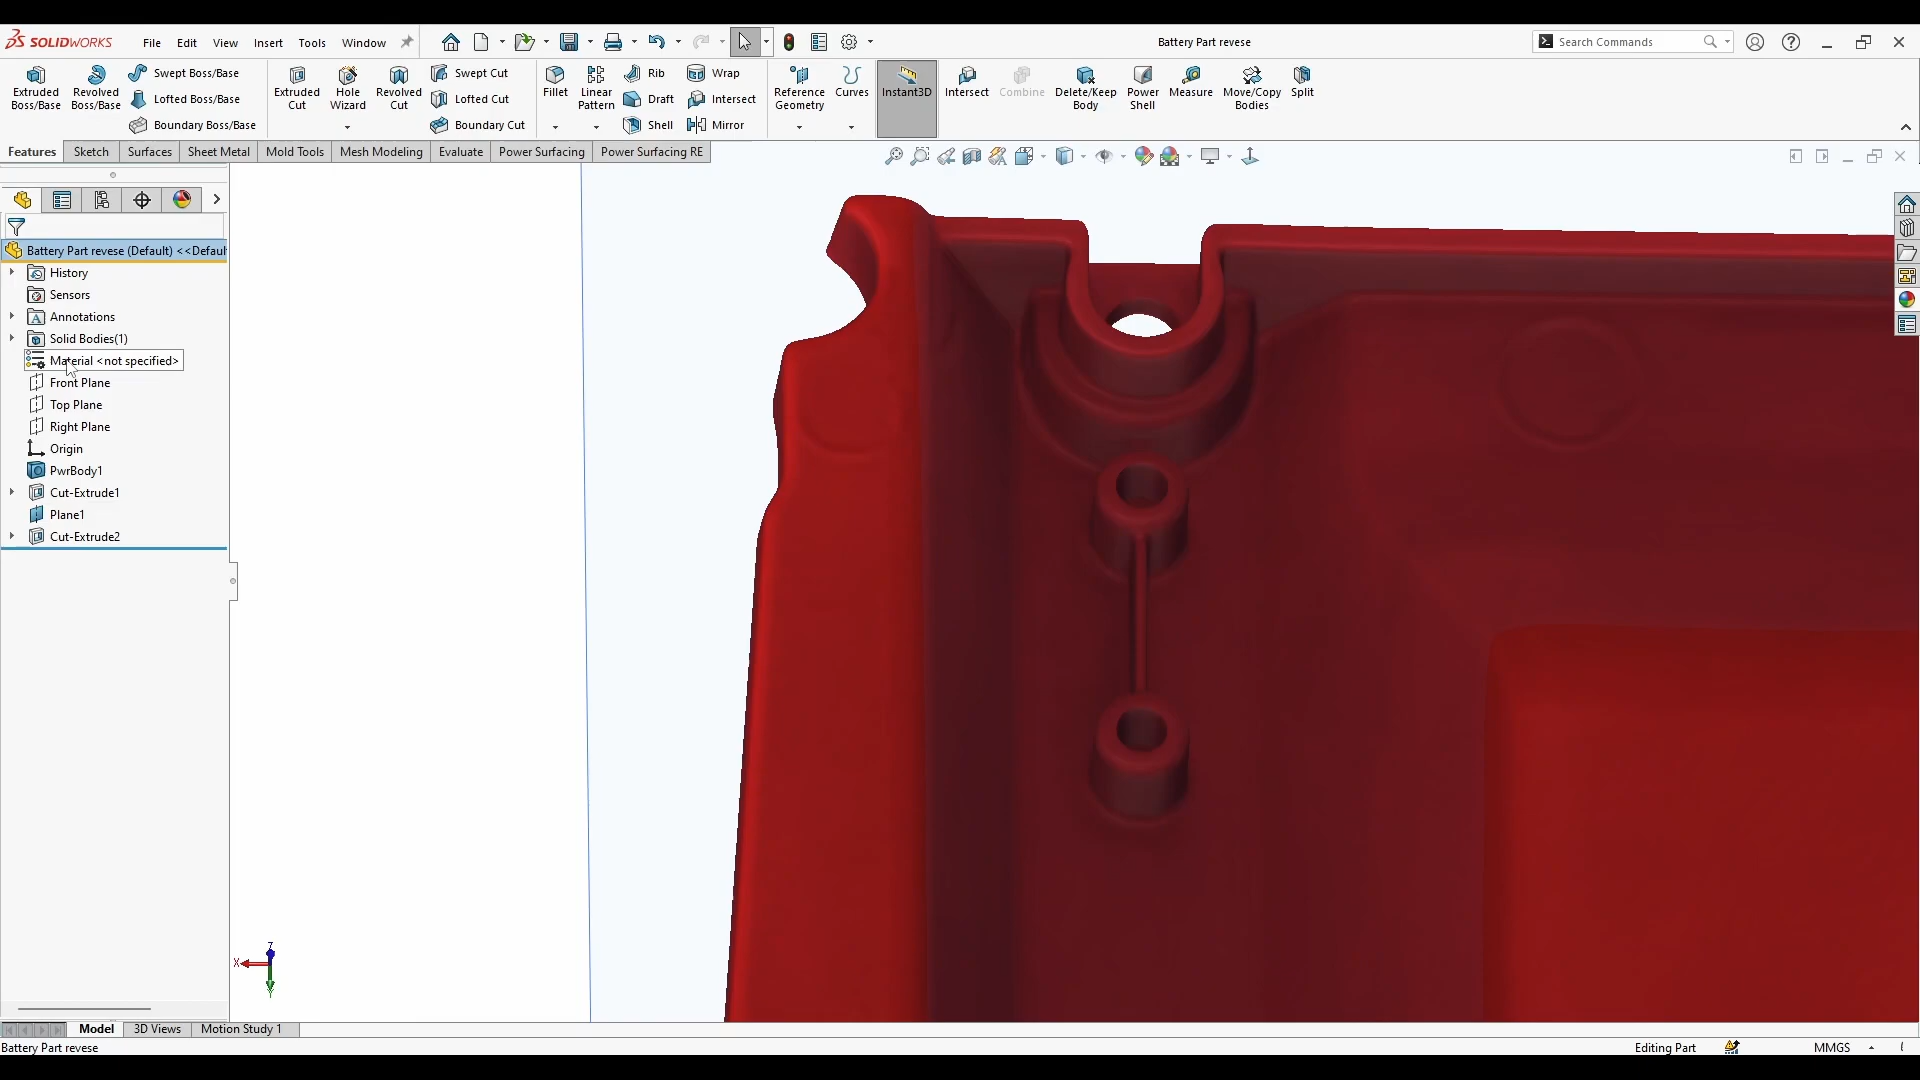 SOLIDWORKS File Edit View Insert Tools Window Battery Part revese Search Commands
Extruded Boss/Base
Revolved Boss/Base
Swept Boss/Base
Lofted Boss/Base
Boundary Boss/Base
Extruded Cut
Hole Wizard
Revolved Cut
Swept Cut
Lofted Cut
Boundary Cut
Fillet
Linear Pattern
Rib
Draft
Shell
Wrap
Intersect
Mirror
Reference Geometry
Curves
Instant3D
Intersect
Combine
Delete/Keep Body
Power Shell
Measure
Move/Copy Bodies
Split
Features Sketch Surfaces Sheet Metal Mold Tools Mesh Modeling Evaluate Power Surfacing Power Surfacing RE
Battery Part revese (Default) <<Defaul
History
Sensors
Annotations
Solid Bodies(1)
Material <not specified>
Front Plane
Top Plane
Right Plane
Origin
PwrBody1
Cut-Extrude1
Plane1
Cut-Extrude2
Z
X
Y
Model 3D Views Motion Study 1
Battery Part revese Editing Part MMGS